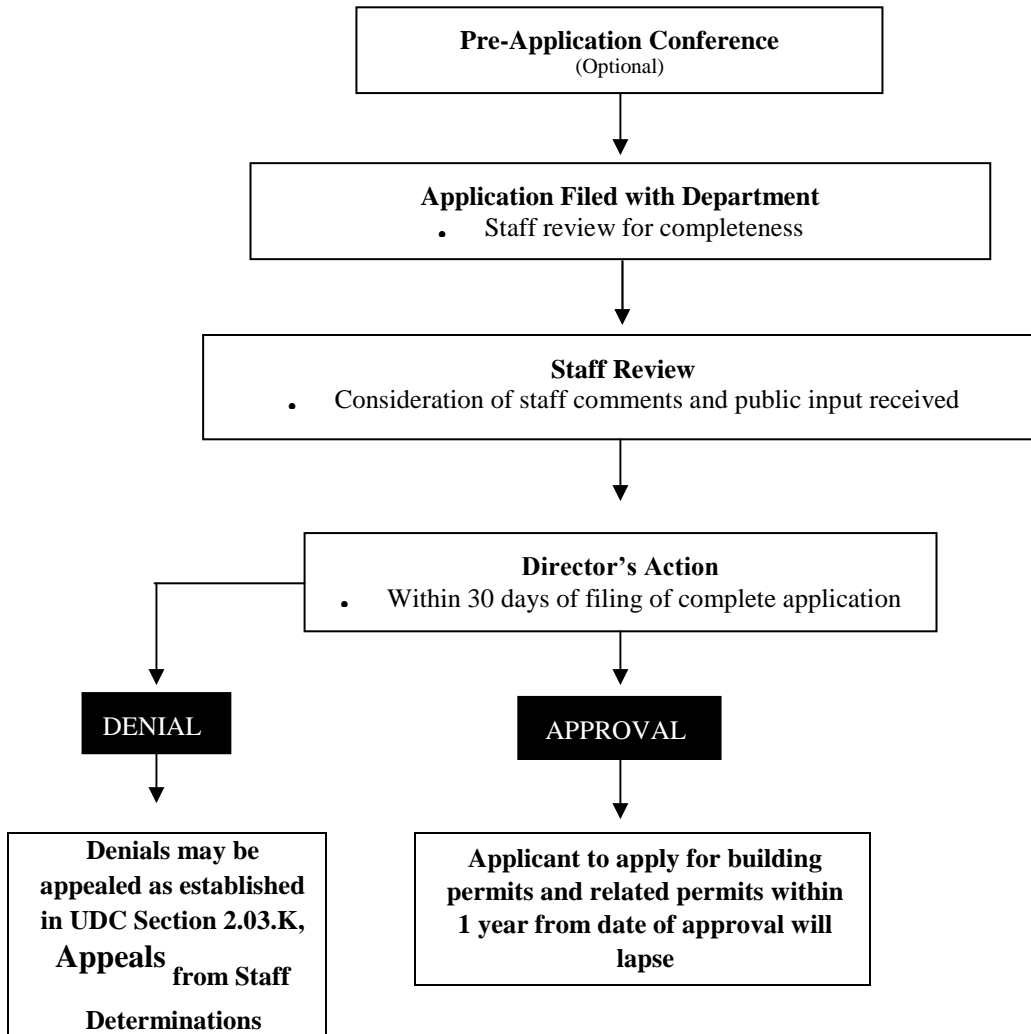 Pre-Application Conference
(Optional)
Application Filed with Department
• Staff review for completeness
Staff Review
• Consideration of staff comments and public input received
Director’s Action
• Within 30 days of filing of complete application
DENIAL
APPROVAL
Denials may be
appealed as established
in UDC Section 2.03.K,
Appeals from Staff
Determinations
Applicant to apply for building
permits and related permits within
1 year from date of approval will
lapse